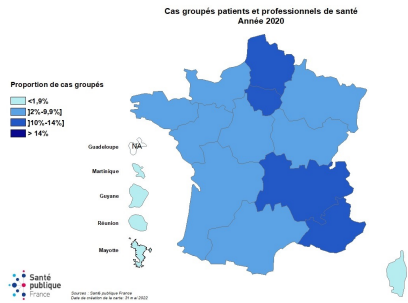 Cas groupés patients et professionnels de santé
Année 2020
Proportion de cas groupés
<1,9%
]2%-9,9%]
]10%-14%]
> 14%
Guadeloupe
NA
Martinique
Guyane
Réunion
Mayotte
Santé
publique
France
Sources : Santé publique France
Date de création de la carte: 31 mai 2022